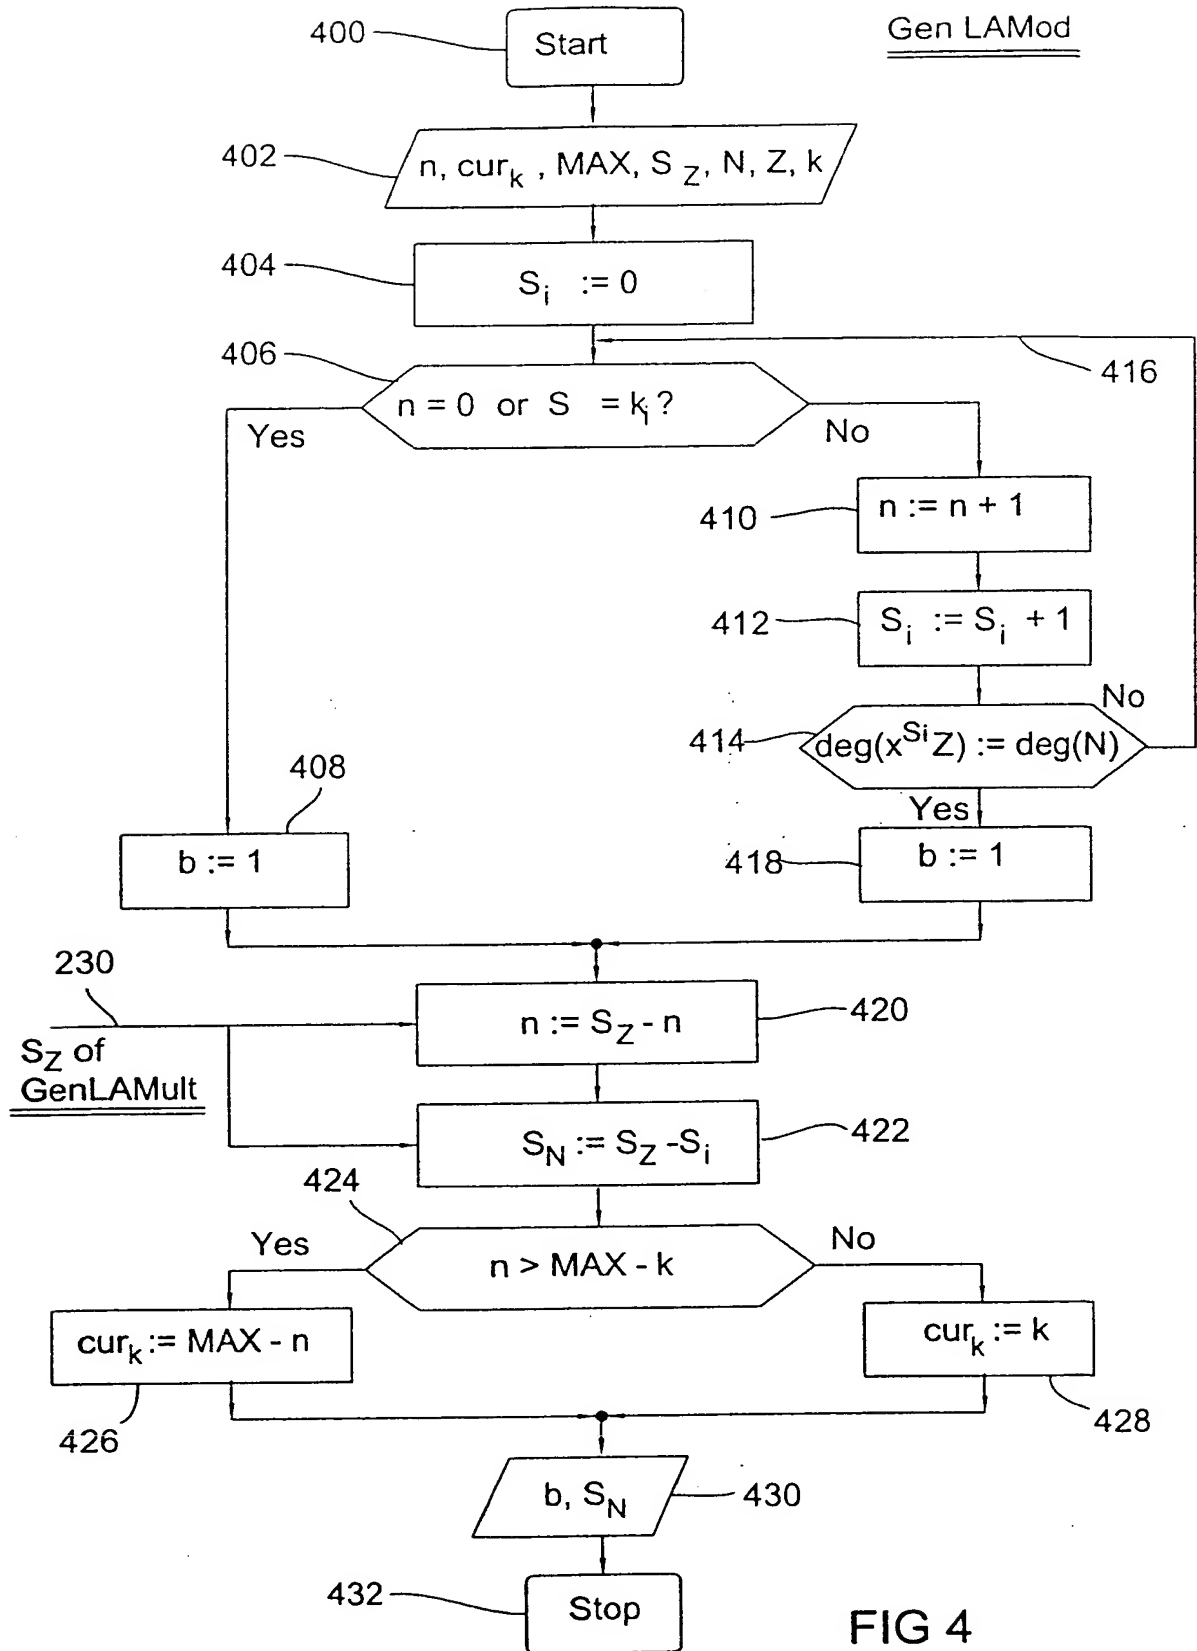 400
Start
Gen LAMod
402
n, cur_k , MAX, S_Z, N, Z, k
404
S_i := 0
406
416
n = 0 or S = k_i ?
Yes
No
410
n := n + 1
412
S_i := S_i + 1
No
414
deg(x^Si Z) := deg(N)
408
Yes
b := 1
418
b := 1
230
n := S_Z - n
420
S_Z of
GenLAMult
S_N := S_Z - S_i
422
424
Yes
n > MAX - k
No
cur_k := MAX - n
cur_k := k
426
428
b, S_N
430
432
Stop
FIG 4